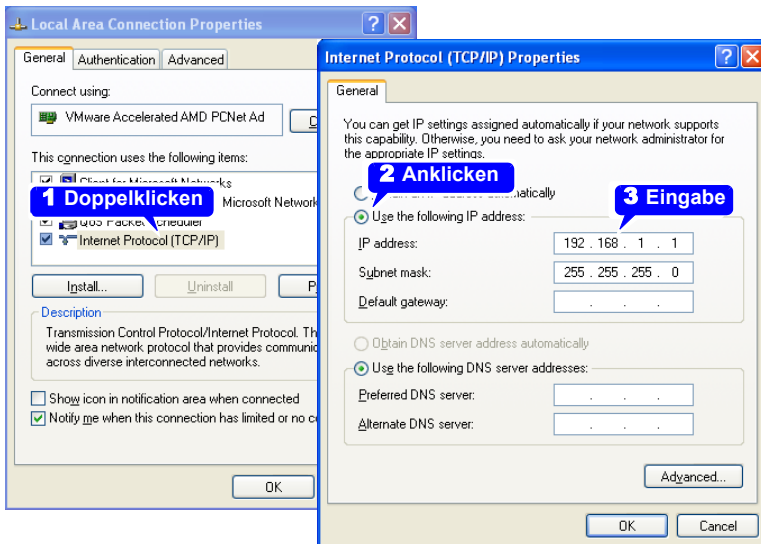 Local Area Connection Properties
General Authentication Advanced
Connect using:
VMware Accelerated AMD PCNet Ad
This connection uses the following items:
Client for Microsoft Networks
1 Doppelklicken
Microsoft Network
QoS Packet Scheduler
Internet Protocol (TCP/IP)
Install... Uninstall P
Description
Transmission Control Protocol/Internet Protocol. Th
wide area network protocol that provides communic
across diverse interconnected networks.
Show icon in notification area when connected
Notify me when this connection has limited or no c
OK
Internet Protocol (TCP/IP) Properties
General
You can get IP settings assigned automatically if your network supports
this capability. Otherwise, you need to ask your network administrator for
the appropriate IP settings.
2 Anklicken
automatically
3 Eingabe
Use the following IP address:
IP address: 192 . 168 . 1 . 1
Subnet mask: 255 . 255 . 255 . 0
Default gateway: . . .
Obtain DNS server address automatically
Use the following DNS server addresses:
Preferred DNS server: . . .
Alternate DNS server: . . .
Advanced...
OK Cancel